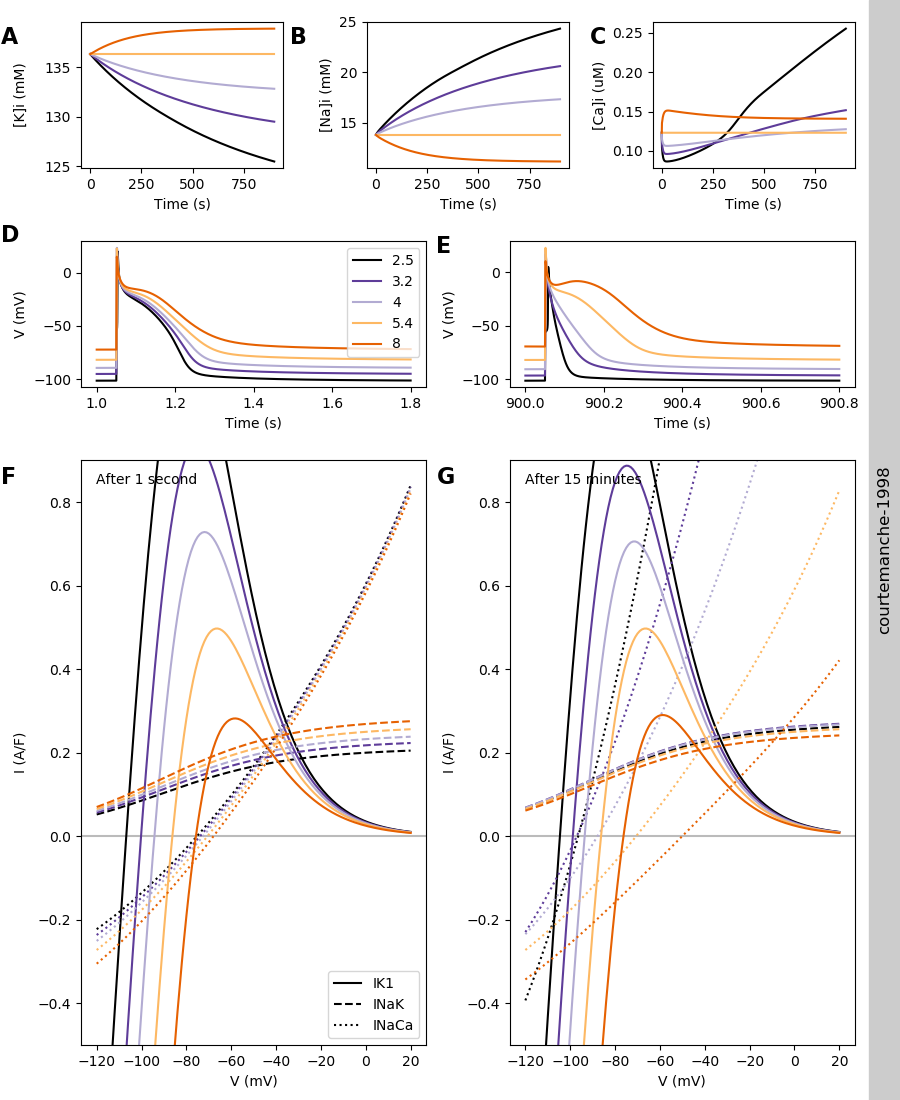 A
[K]i (mM)
135
130
125
0 250 500 750
Time (s)
B
[Na]i (mM)
25
20
15
0 250 500 750
Time (s)
C
[Ca]i (uM)
0.25
0.20
0.15
0.10
0 250 500 750
Time (s)
D
V (mV)
0
−50
−100
1.0 1.2 1.4 1.6 1.8
Time (s)
2.5
3.2
4
5.4
8
E
V (mV)
0
−50
−100
900.0 900.2 900.4 900.6 900.8
Time (s)
F
After 1 second
I (A/F)
0.8
0.6
0.4
0.2
0.0
−0.2
−0.4
−120 −100 −80 −60 −40 −20 0 20
V (mV)
IK1
INaK
INaCa
G
After 15 minutes
I (A/F)
0.8
0.6
0.4
0.2
0.0
−0.2
−0.4
−120 −100 −80 −60 −40 −20 0 20
V (mV)
courtemanche-1998